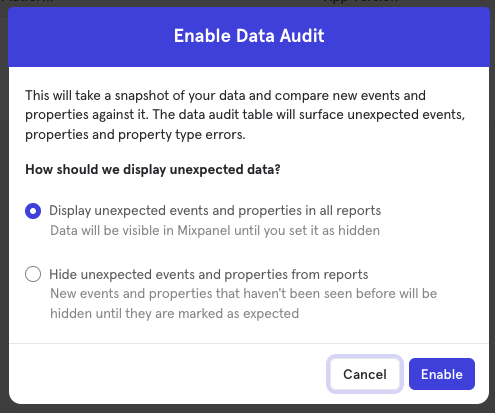 Enable Data Audit
This will take a snapshot of your data and compare new events and
properties against it. The data audit table will surface unexpected events,
properties and property type errors.
How should we display unexpected data?
Display unexpected events and properties in all reports
Data will be visible in Mixpanel until you set it as hidden
Hide unexpected events and properties from reports
New events and properties that haven't been seen before will be
hidden until they are marked as expected
Cancel
Enable